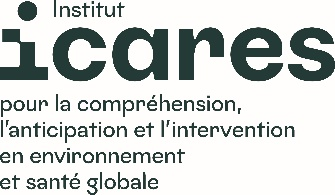 Institut
icares
pour la compréhension,
l'anticipation et l'intervention
en environnement
et santé globale